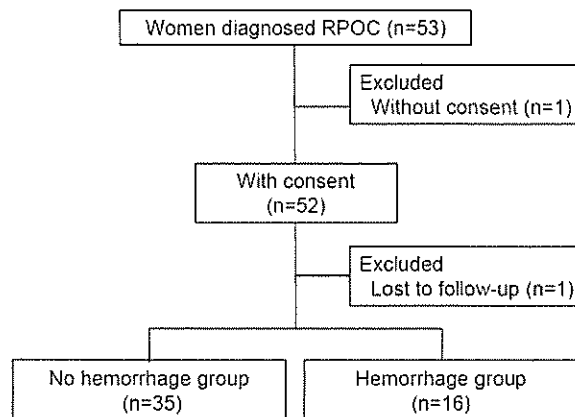 Women diagnosed RPOC (n=53)
Excluded
Without consent (n=1)
With consent
(n=52)
Excluded
Lost to follow-up (n=1)
No hemorrhage group
(n=35)
Hemorrhage group
(n=16)